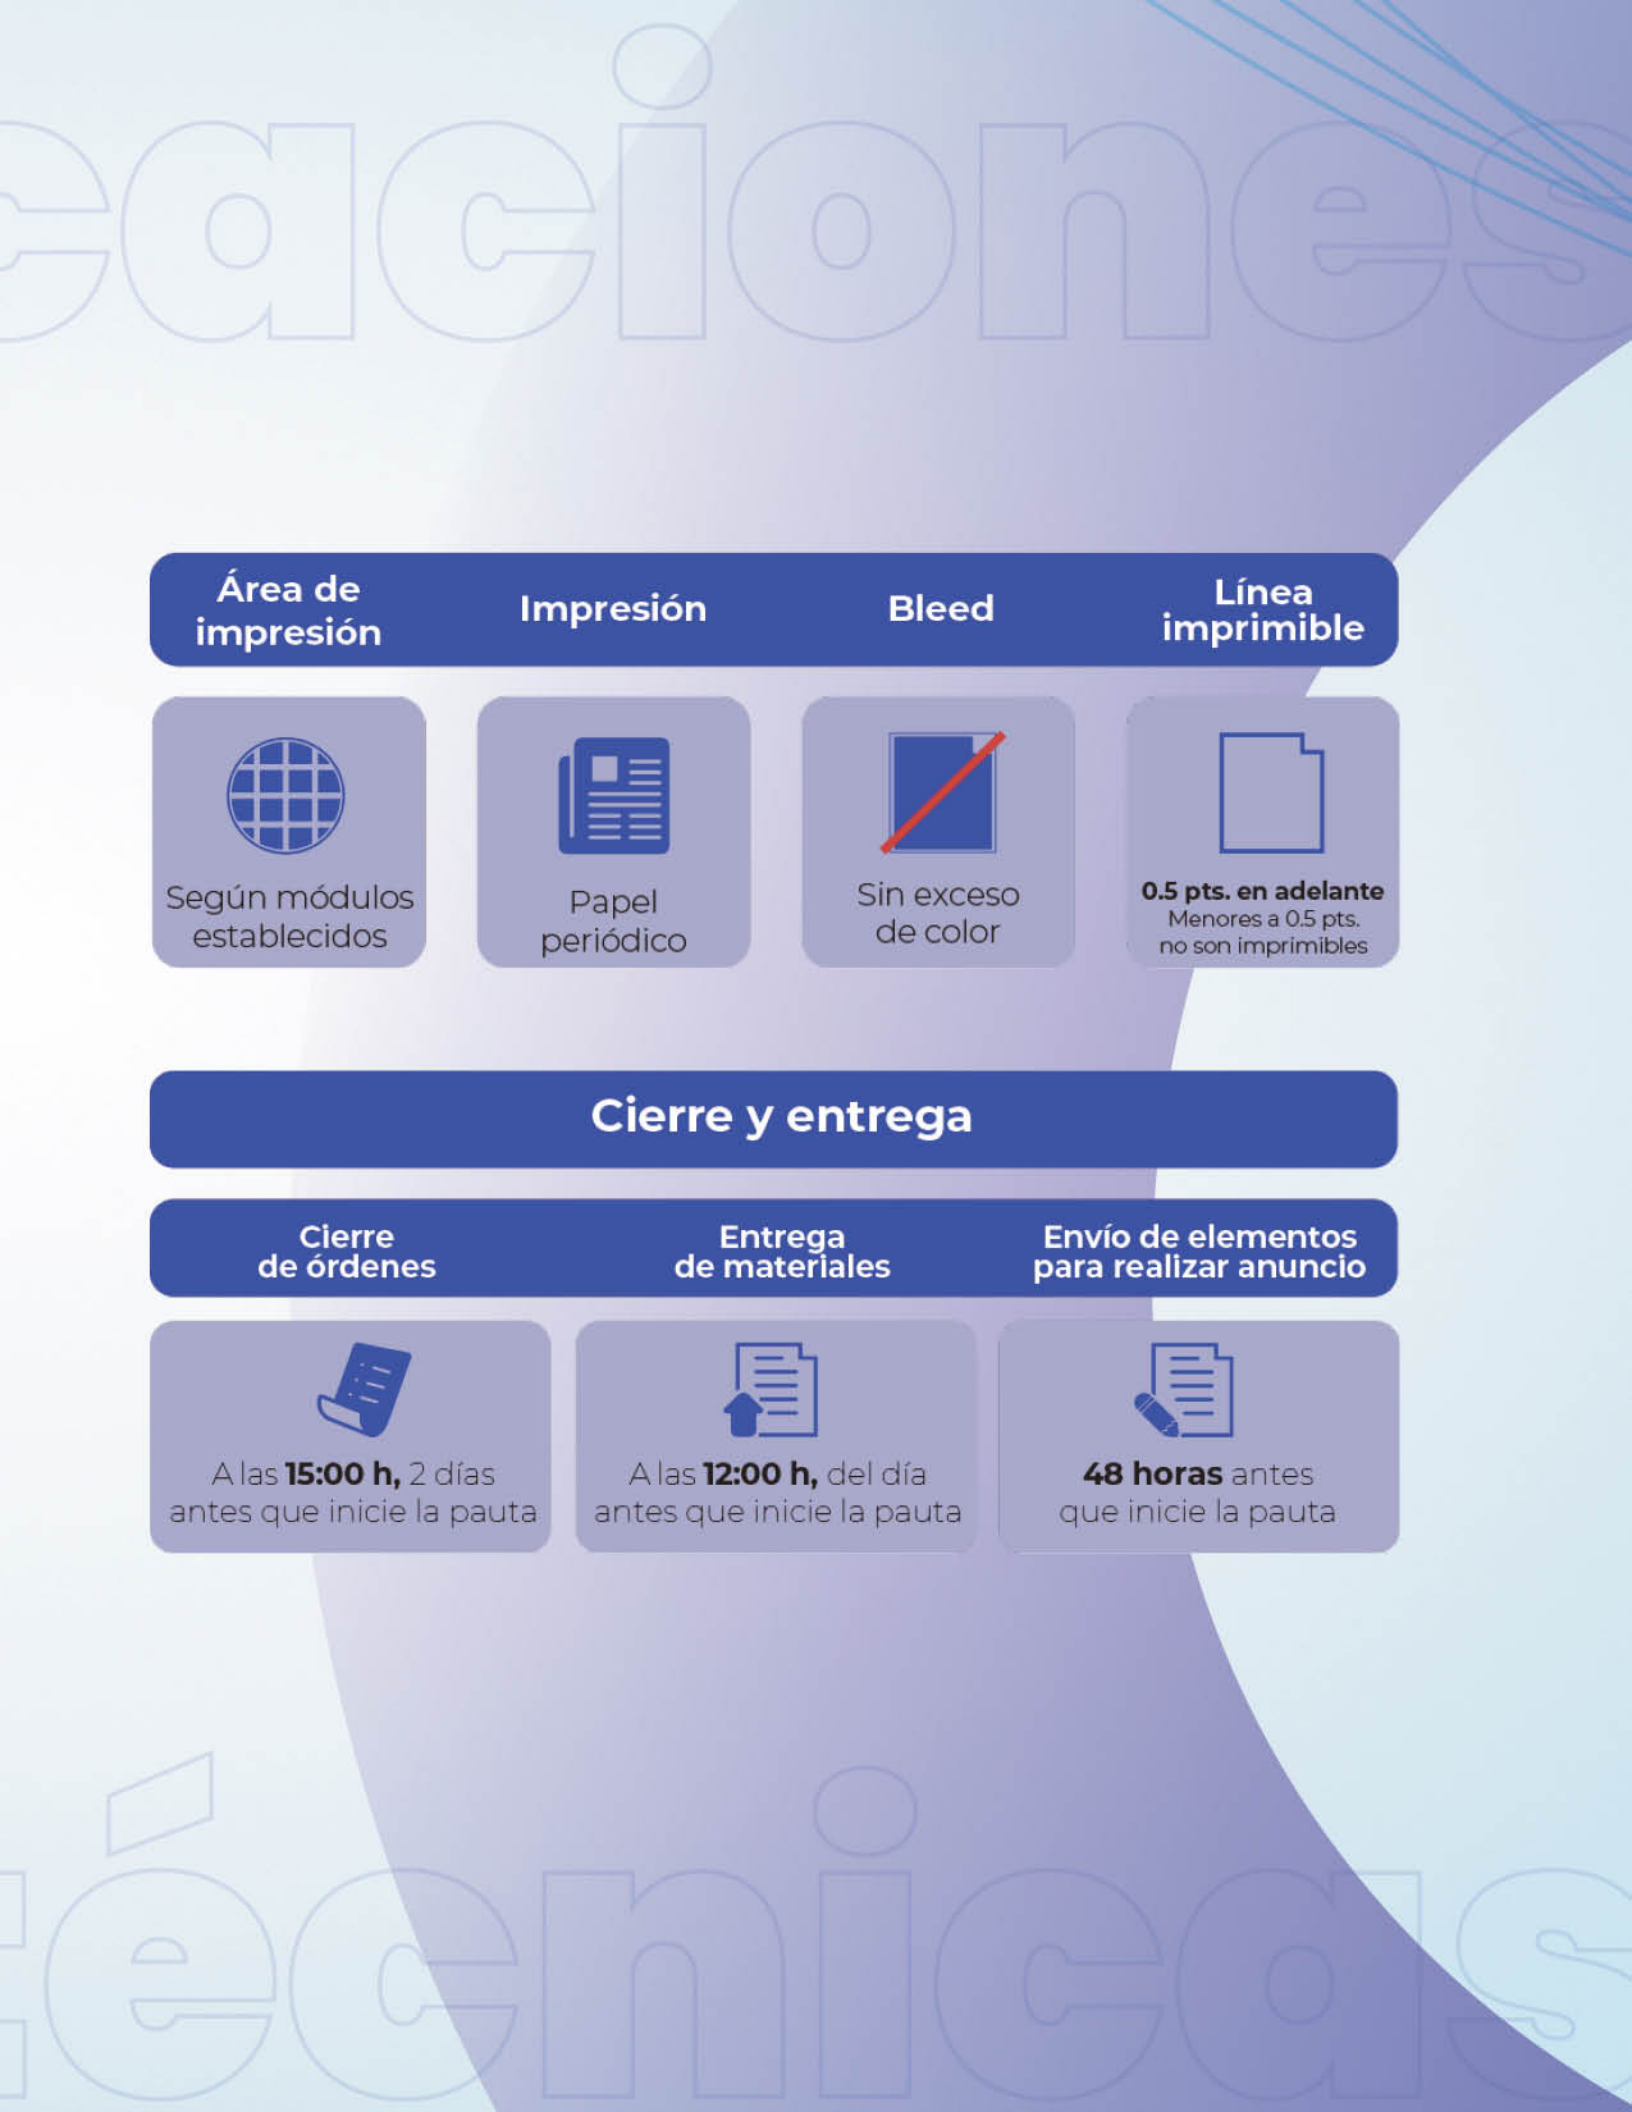 caciones
Área de
impresión
Impresión
Bleed
Línea
imprimible
Según módulos
establecidos
Papel
periódico
Sin exceso
de color
0.5 pts. en adelante
Menores a 0.5 pts.
no son imprimibles
Cierre y entrega
Cierre
de órdenes
Entrega
de materiales
Envío de elementos
para realizar anuncio
A las 15:00 h, 2 días
antes que inicie la pauta
A las 12:00 h, del día
antes que inicie la pauta
48 horas antes
que inicie la pauta
técnicas